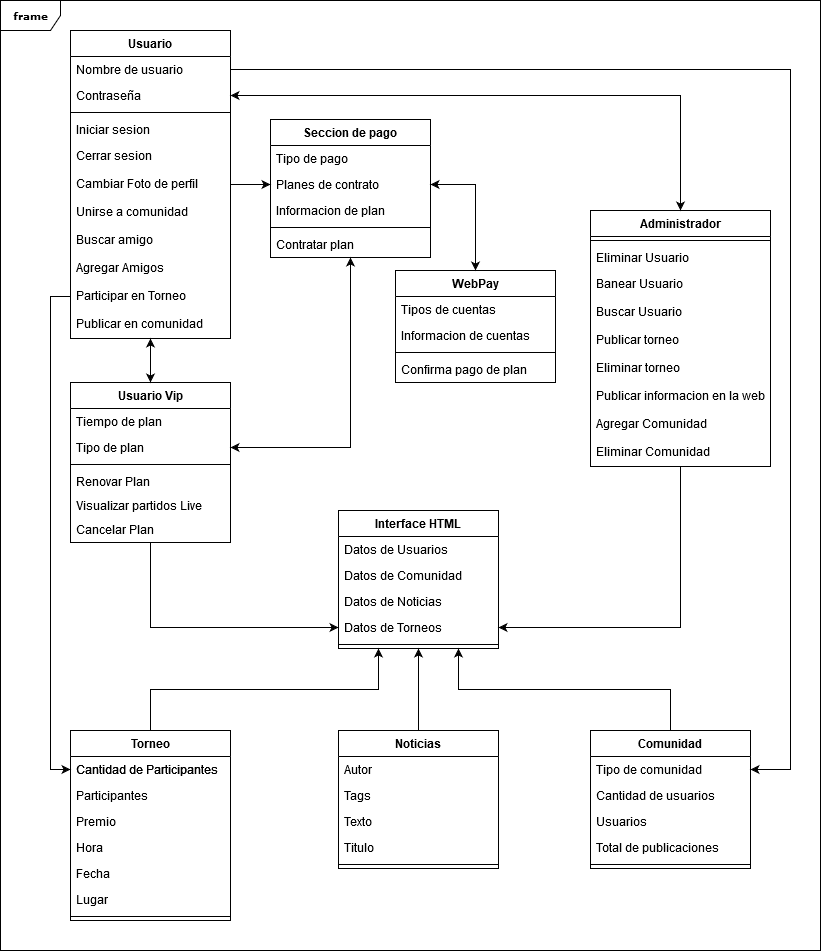 frame
Usuario
Nombre de usuario
Contraseña
Iniciar sesion
Cerrar sesion
Cambiar Foto de perfil
Unirse a comunidad
Buscar amigo
Agregar Amigos
Participar en Torneo
Publicar en comunidad
Seccion de pago
Tipo de pago
Planes de contrato
Informacion de plan
Contratar plan
WebPay
Tipos de cuentas
Informacion de cuentas
Confirma pago de plan
Administrador
Eliminar Usuario
Banear Usuario
Buscar Usuario
Publicar torneo
Eliminar torneo
Publicar informacion en la web
Agregar Comunidad
Eliminar Comunidad
Usuario Vip
Tiempo de plan
Tipo de plan
Renovar Plan
Visualizar partidos Live
Cancelar Plan
Interface HTML
Datos de Usuarios
Datos de Comunidad
Datos de Noticias
Datos de Torneos
Torneo
Cantidad de Participantes
Participantes
Premio
Hora
Fecha
Lugar
Noticias
Autor
Tags
Texto
Titulo
Comunidad
Tipo de comunidad
Cantidad de usuarios
Usuarios
Total de publicaciones